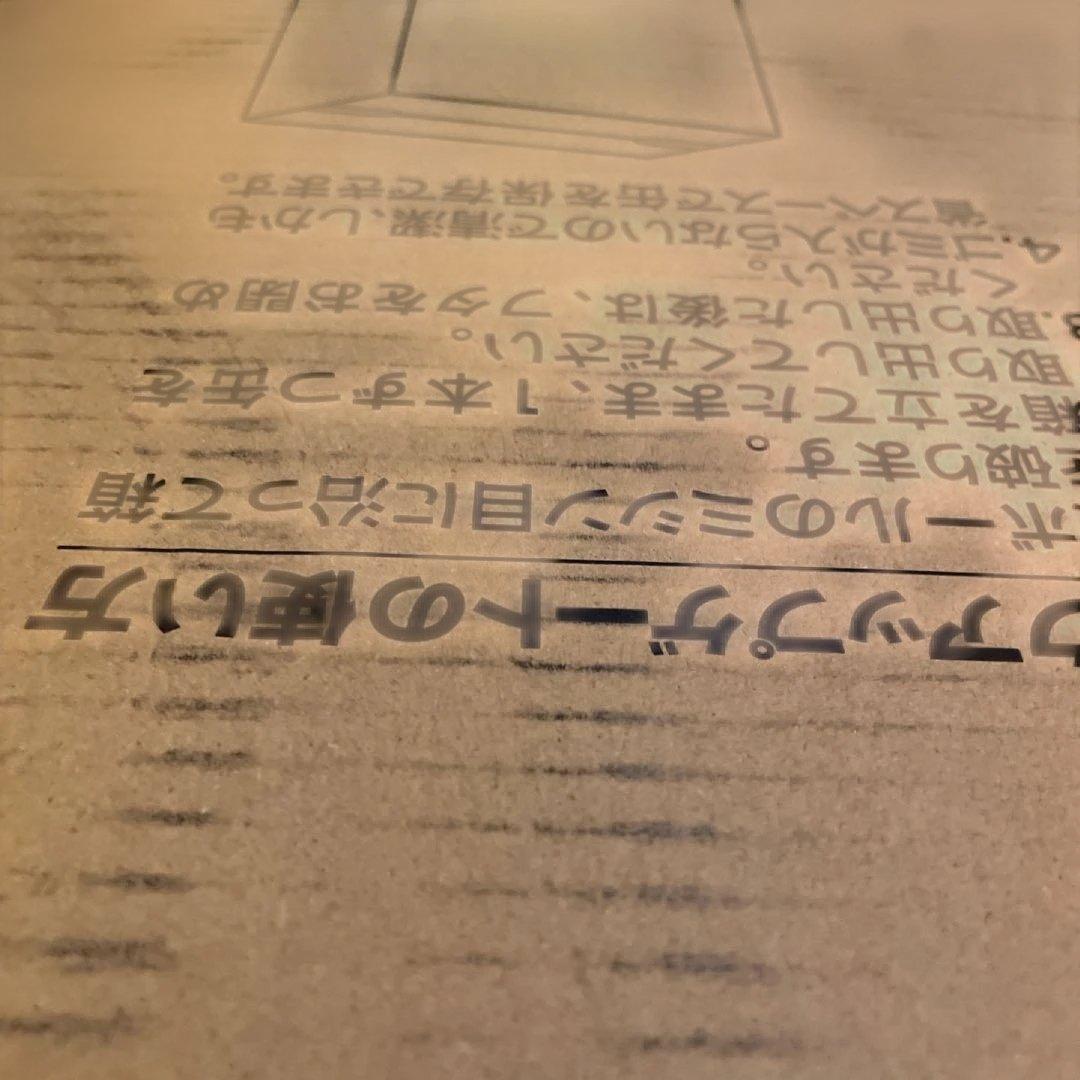 ァップゲートの使い方
ボールのミシン目に沿って箱
を破ります。
箱を立てたまま、1本ずつ缶を
取り出してください。
3.取り出した後は、フタをお閉め
ください。
4.ゴミが入らないので清潔、しかも
省スペースで缶を保存できます。